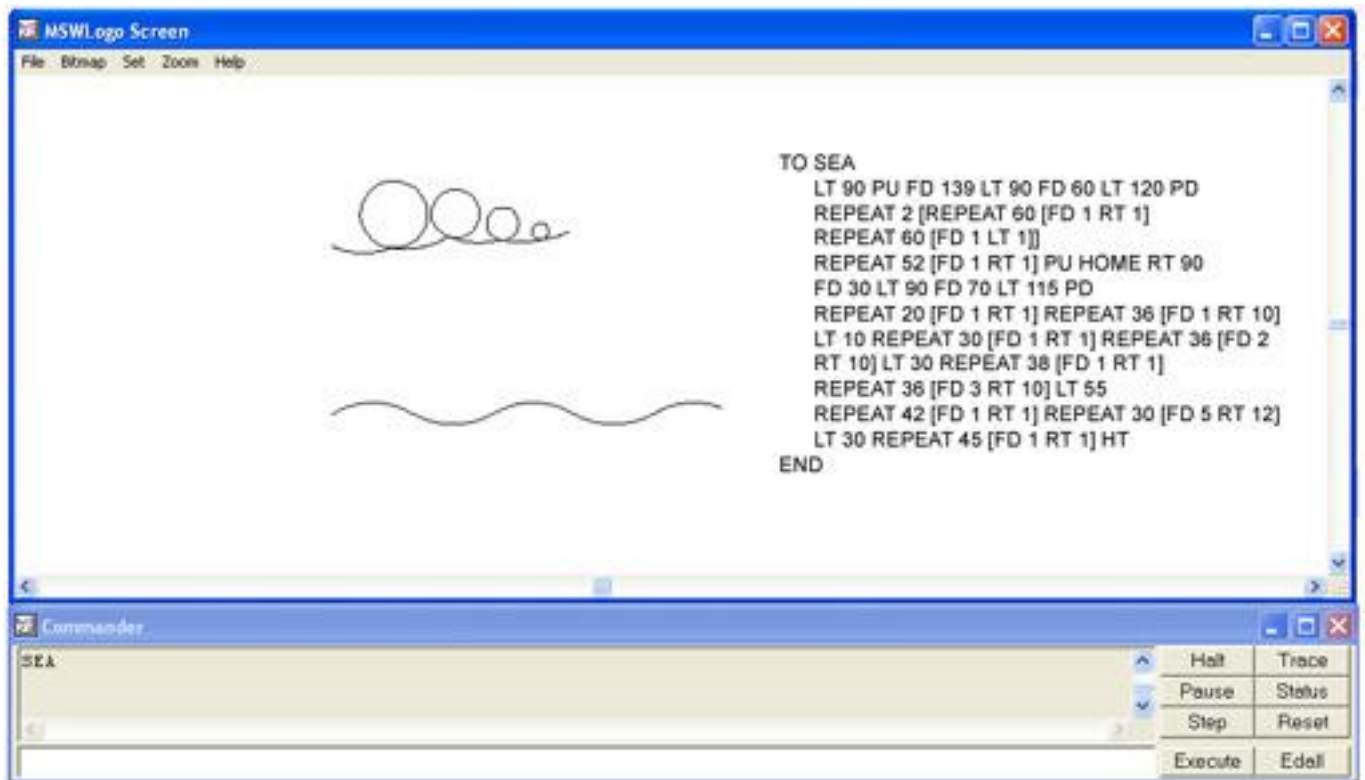 MSWLogo Screen
File Bitmap Set Zoom Help
TO SEA
LT 90 PU FD 139 LT 90 FD 60 LT 120 PD
REPEAT 2 [REPEAT 60 [FD 1 RT 1]
REPEAT 60 [FD 1 LT 1]]
REPEAT 52 [FD 1 RT 1] PU HOME RT 90
FD 30 LT 90 FD 70 LT 115 PD
REPEAT 20 [FD 1 RT 1] REPEAT 36 [FD 1 RT 10]
LT 10 REPEAT 30 [FD 1 RT 1] REPEAT 36 [FD 2
RT 10] LT 30 REPEAT 38 [FD 1 RT 1]
REPEAT 36 [FD 3 RT 10] LT 55
REPEAT 42 [FD 1 RT 1] REPEAT 30 [FD 5 RT 12]
LT 30 REPEAT 45 [FD 1 RT 1] HT
END
Commander
SEA
Halt Trace
Pause Status
Step Reset
Execute Edall